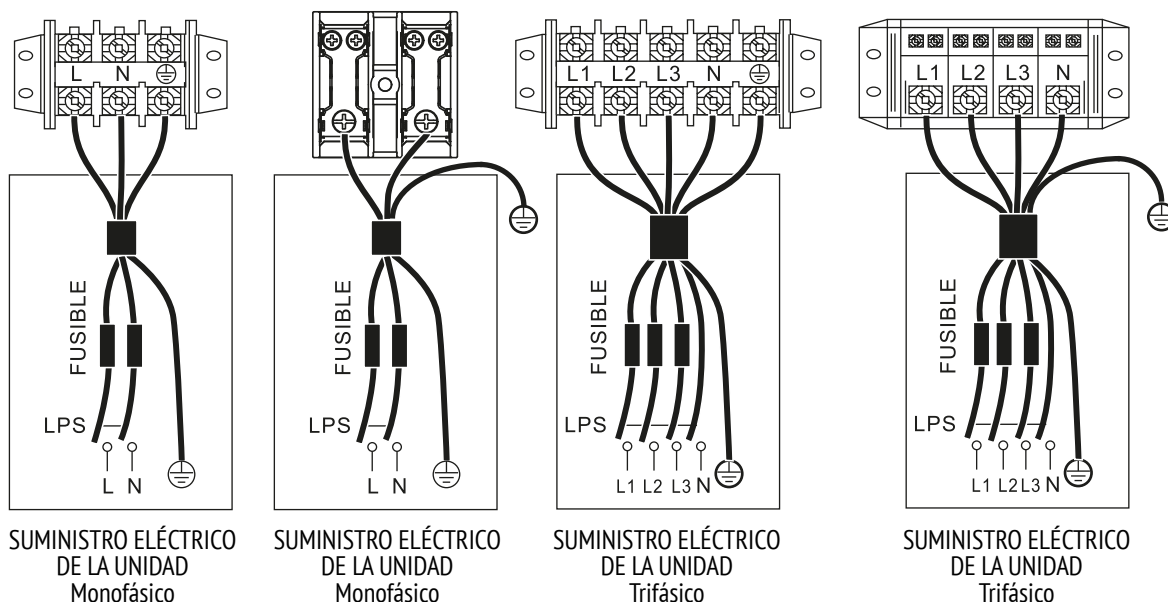 L N
L1 L2 L3 N
L1 L2 L3 N
FUSIBLE
LPS
L N
SUMINISTRO ELÉCTRICO
DE LA UNIDAD
Monofásico
FUSIBLE
LPS
L N
SUMINISTRO ELÉCTRICO
DE LA UNIDAD
Monofásico
FUSIBLE
LPS
L1 L2 L3 N
SUMINISTRO ELÉCTRICO
DE LA UNIDAD
Trifásico
FUSIBLE
LPS
L1 L2 L3 N
SUMINISTRO ELÉCTRICO
DE LA UNIDAD
Trifásico